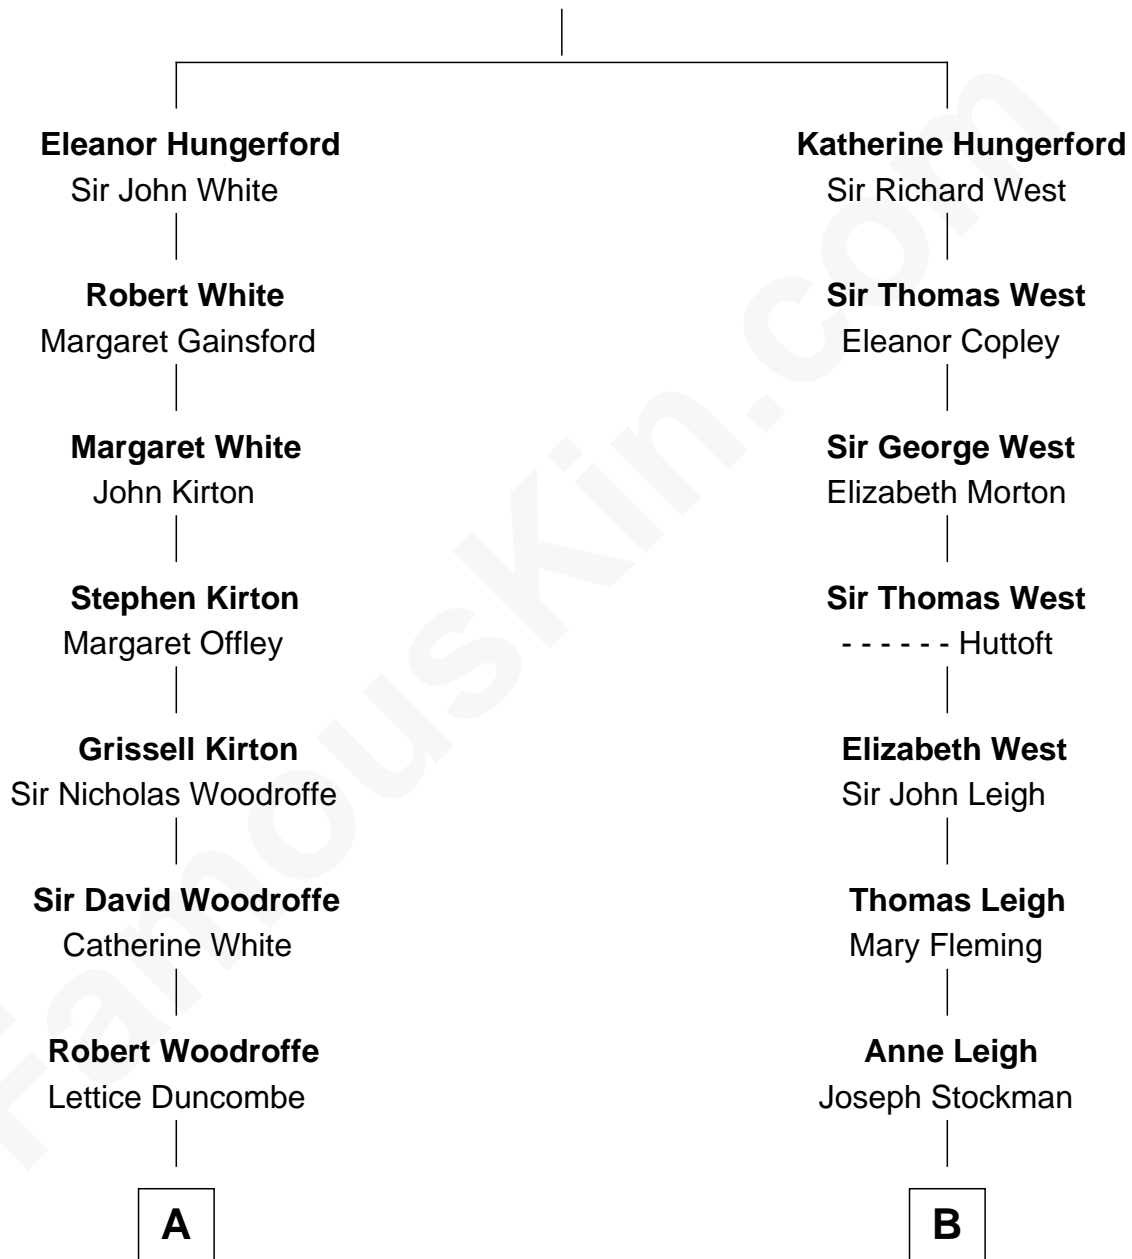 Eleanor Hungerford
Sir John White
Robert White
Margaret Gainsford
Margaret White
John Kirton
Stephen Kirton
Margaret Offley
Grissell Kirton
Sir Nicholas Woodroffe
Sir David Woodroffe
Catherine White
Robert Woodroffe
Lettice Duncombe
A
Katherine Hungerford
Sir Richard West
Sir Thomas West
Eleanor Copley
Sir George West
Elizabeth Morton
Sir Thomas West
- - - - - - Huttoft
Elizabeth West
Sir John Leigh
Thomas Leigh
Mary Fleming
Anne Leigh
Joseph Stockman
B
FamousKin.com